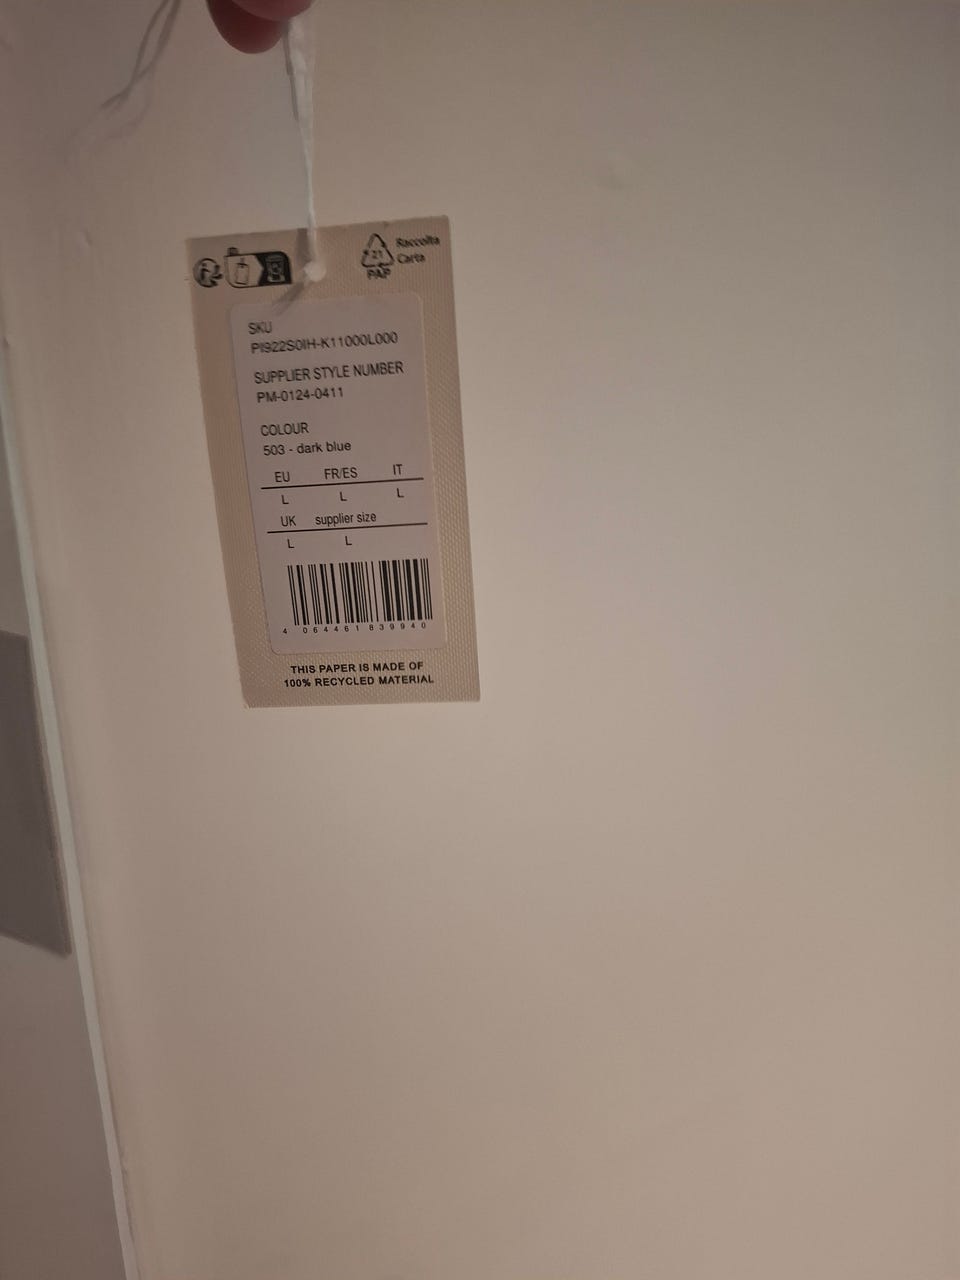 21
PAP
Raccolta
Carta
SKU
PI922S0IH-K11000L000
SUPPLIER STYLE NUMBER
PM-0124-0411
COLOUR
503 - dark blue
EU FR/ES IT
L L L
UK supplier size
L L
4 064461 839940
THIS PAPER IS MADE OF
100% RECYCLED MATERIAL